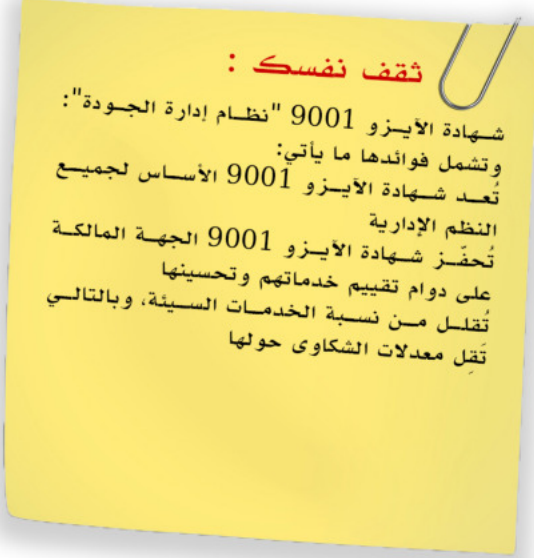 ثقف نفسك :
شهادة الآيزو 9001 "نظام إدارة الجودة":
وتشمل فوائدها ما يأتي:
تُعد شهادة الآيزو 9001 الأساس لجميع
النظم الإدارية
تُحفّز شهادة الآيزو 9001 الجهة المالكة
على دوام تقييم خدماتهم وتحسينها
تُقلل من نسبة الخدمات السيئة، وبالتالي
تَقِل معدلات الشكاوى حولها